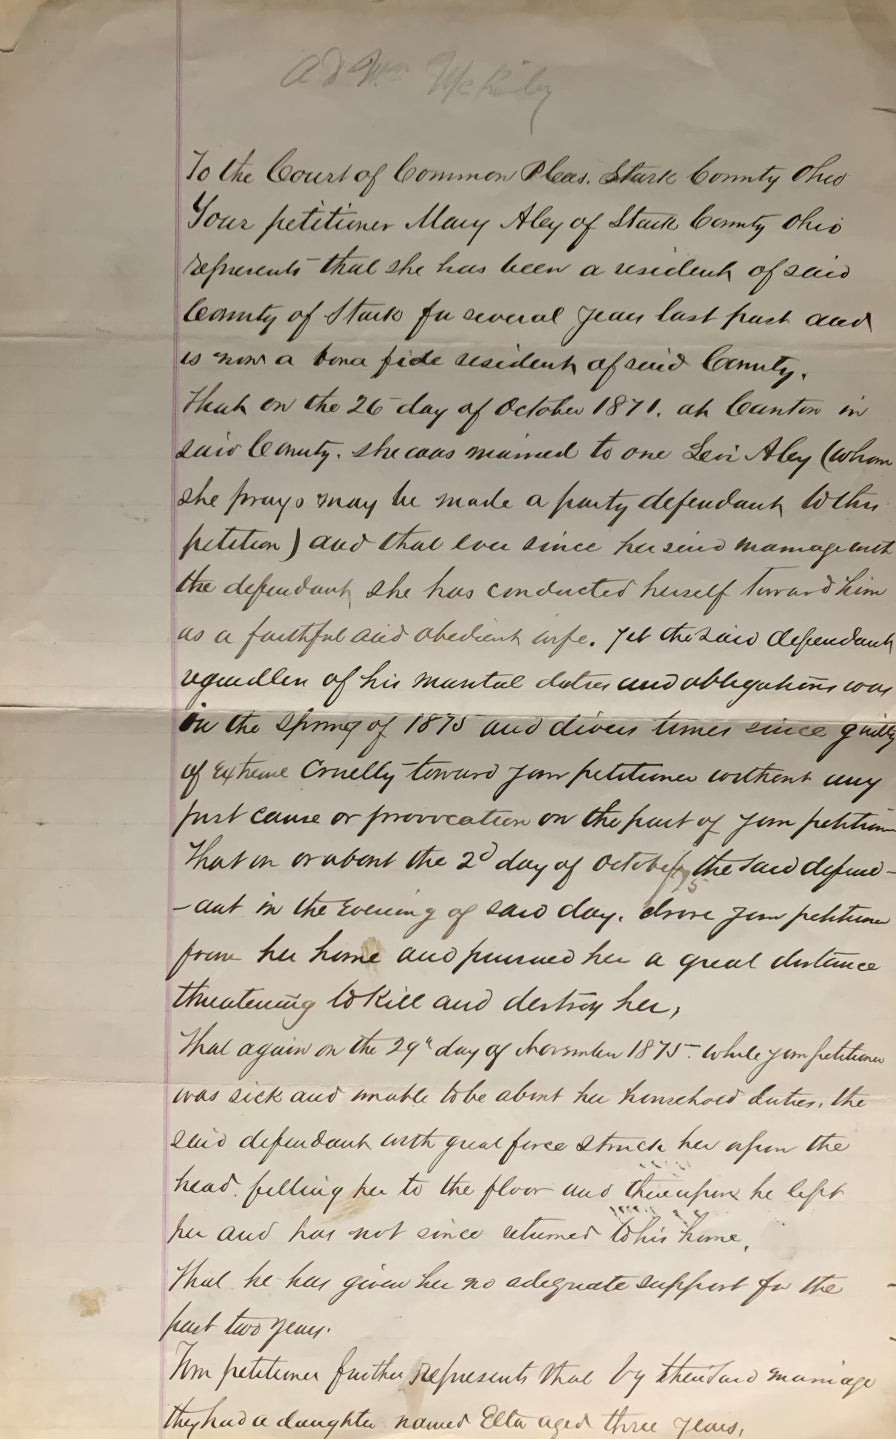 Wm McKinley
To the Court of Common Pleas. Stark County Ohio
Your petitioner Mary Aley of Stark County Ohio
represents that she has been a resident of said
County of Stark for several years last past and
is now a bona fide resident of said County.
That on the 26 day of October 1871. at Canton in
said County. she was married to one Levi Aley (whom
she prays may be made a party defendant to this
petition) and that ever since her said marriage with
the defendant she has conducted herself toward him
as a faithful and obedient wife. Yet the said defendant
regardless of his marital duties and obligations was
in the spring of 1875 and divers times since guilty
of extreme cruelty toward your petitioner without any
just cause or provocation on the part of your petitioner
That on or about the 2d day of October 75 the said defend-
-ant in the evening of said day. drove your petitioner
from her home and pursued her a great distance
threatening to kill and destroy her,
That again on the 29" day of November 1875. while your petitioner
was sick and unable to be about her household duties, the
said defendant with great force struck her upon the
head. felling her to the floor and thereupon he left
her and has not since returned to his home.
That he has given her no adequate support for the
past two years.
Your petitioner further represents that by the said marriage
they had a daughter named Etta aged three years,